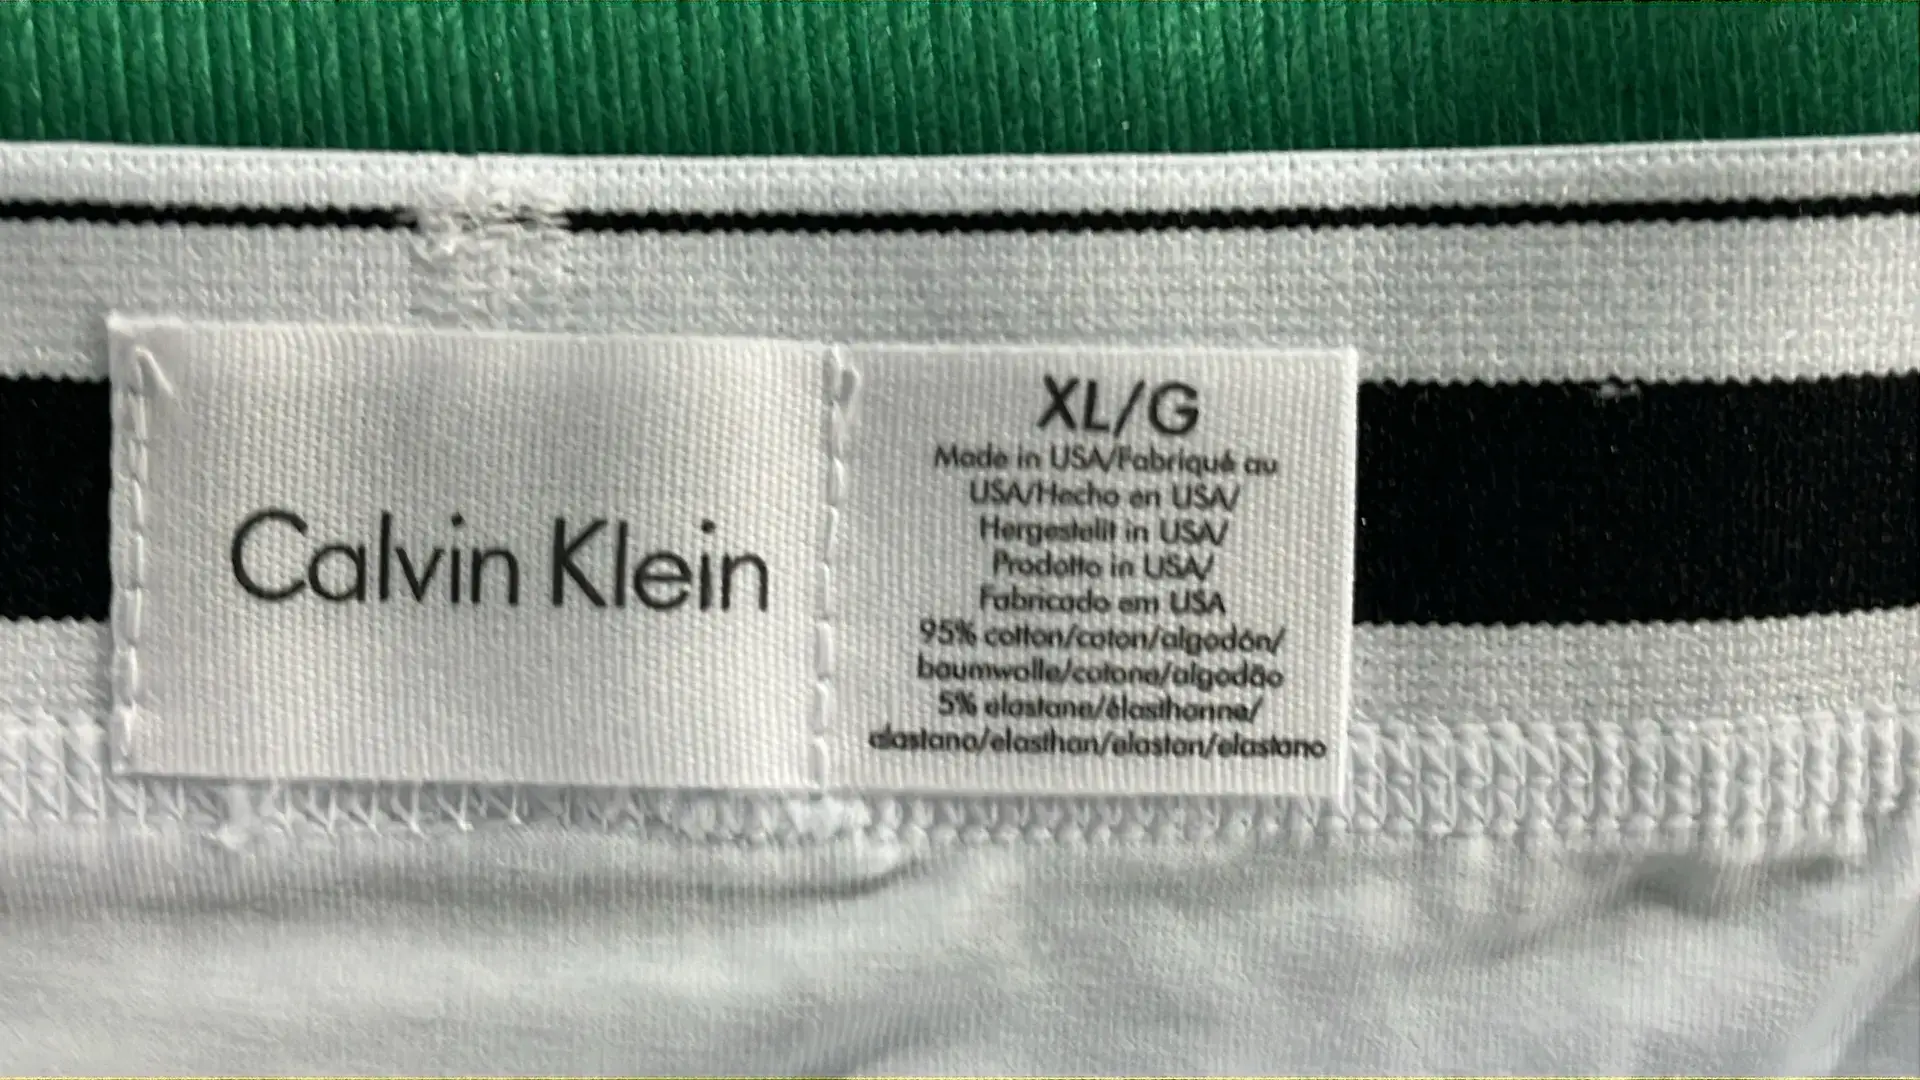 Calvin Klein
XL/G
Made in USA/Fabriqué au
USA/Hecho en USA/
Hergestellt in USA/
Prodotto in USA/
Fabricado em USA
95% cotton/coton/algodón/
baumwolle/cotone/algodão
5% elastane/élasthanne/
elastano/elasthan/elastan/elastano